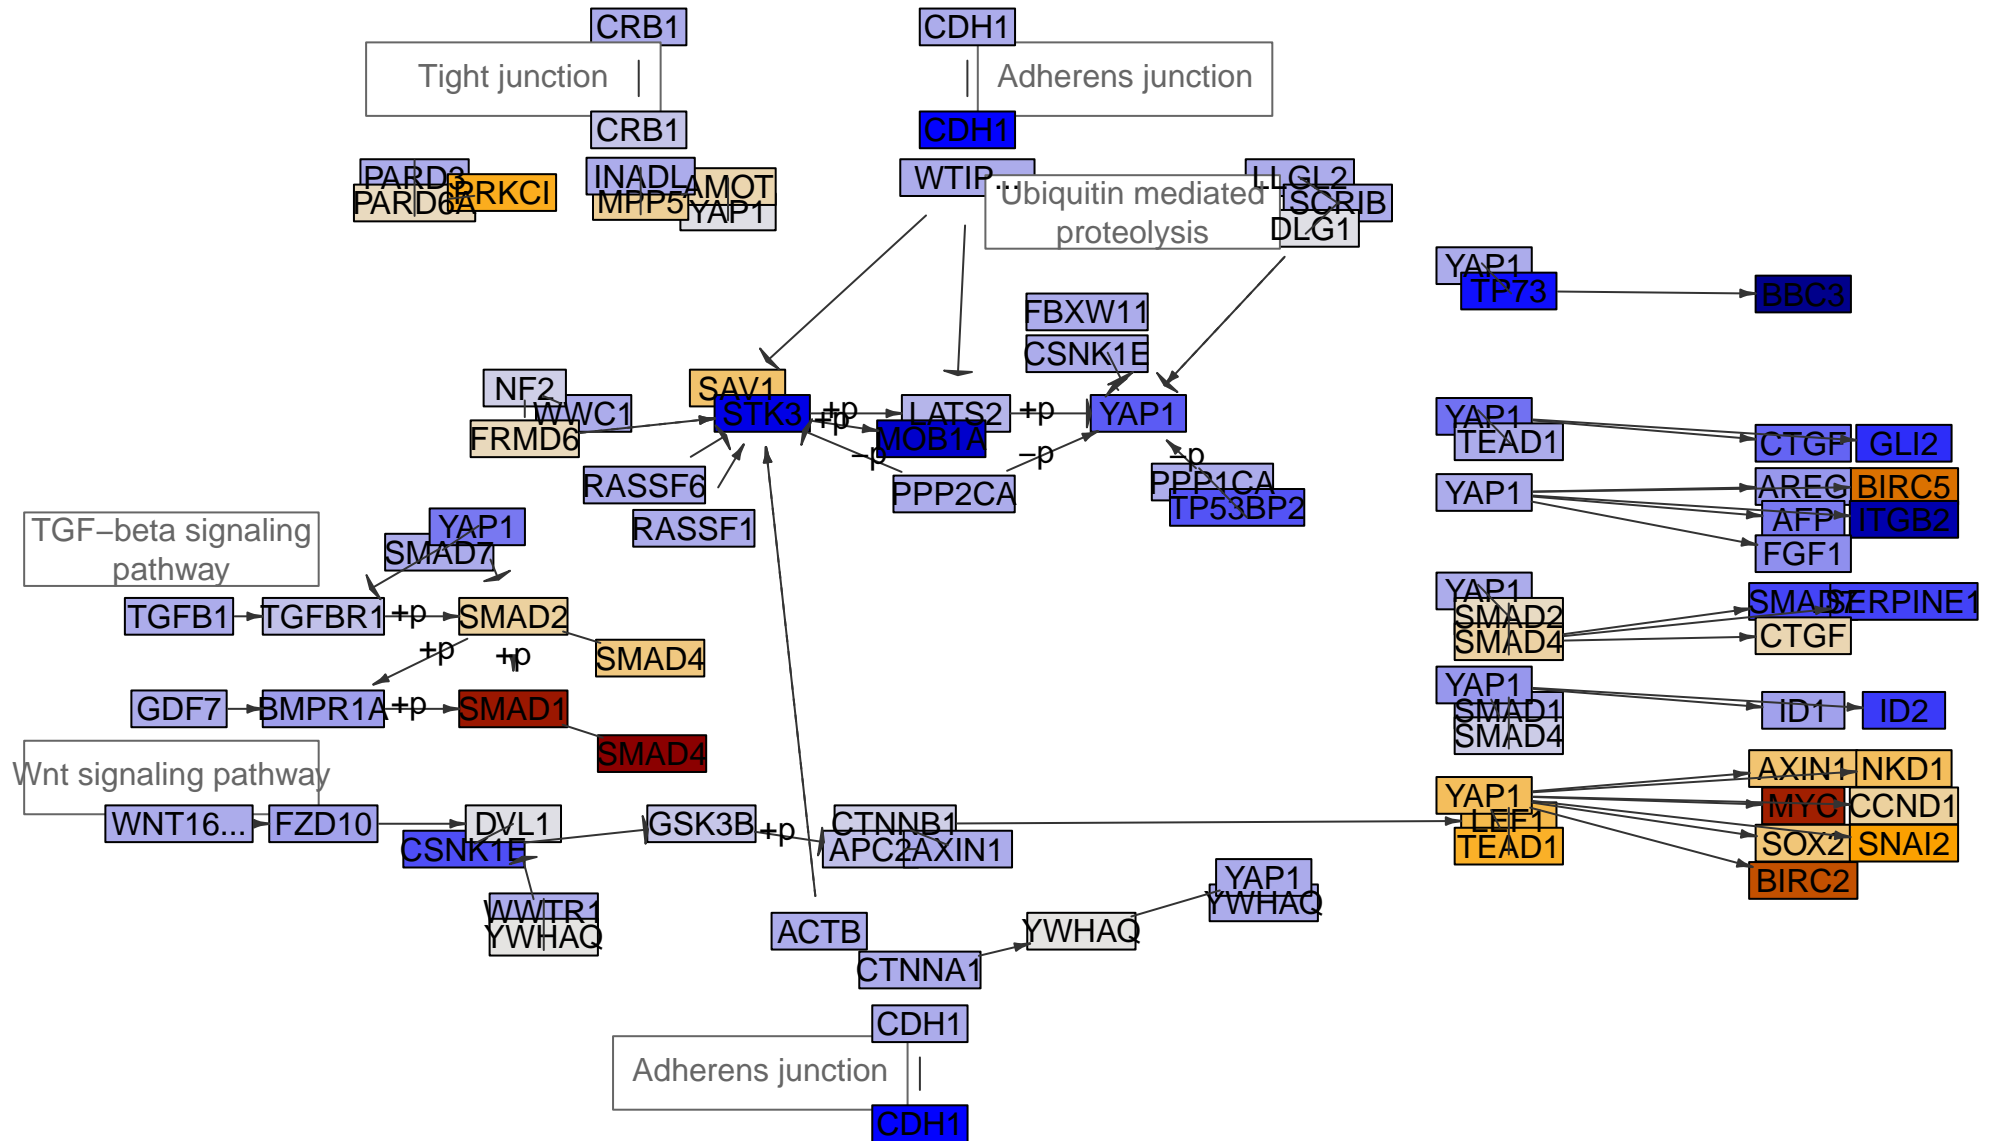 CRB1
CDH1
Tight junction
Adherens junction
CRB1
CDH1
PARD3
PARD6A
PRKCI
INADL
MPP5
AMOT
YAP1
WTIP...
Ubiquitin mediated
proteolysis
LLGL2
SCRIB
DLG1
YAP1
TP73
BBC3
FBXW11
CSNK1E
NF2
WWC1
FRMD6
SAV1
STK3
+p
+p
LATS2
MOB1A
+p
YAP1
−p
−p
−p
RASSF6
RASSF1
PPP2CA
PPP1CA
TP53BP2
YAP1
TEAD1
CTGF
GLI2
YAP1
AREG
BIRC5
AFP
ITGB2
FGF1
TGF−beta signaling
pathway
YAP1
SMAD7
TGFB1
TGFBR1
+p
SMAD2
+p
+p
SMAD4
YAP1
SMAD2
SMAD4
SMAD7
SERPINE1
CTGF
GDF7
BMPR1A
+p
SMAD1
SMAD4
YAP1
SMAD1
SMAD4
ID1
ID2
Wnt signaling pathway
WNT16...
FZD10
DVL1
CSNK1E
GSK3B
+p
CTNNB1
APC2
AXIN1
YAP1
LEF1
TEAD1
AXIN1
NKD1
MYC
CCND1
SOX2
SNAI2
BIRC2
WWTR1
YWHAQ
ACTB
CTNNA1
YWHAQ
YAP1
YWHAQ
CDH1
Adherens junction
CDH1